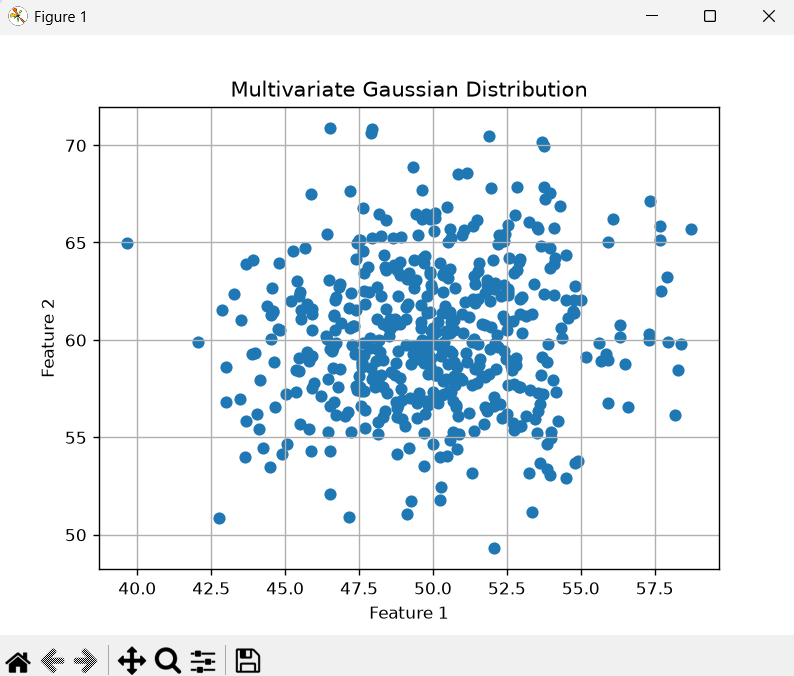 Figure 1
Multivariate Gaussian Distribution
70
65
60
55
50
Feature 2
40.0 42.5 45.0 47.5 50.0 52.5 55.0 57.5
Feature 1